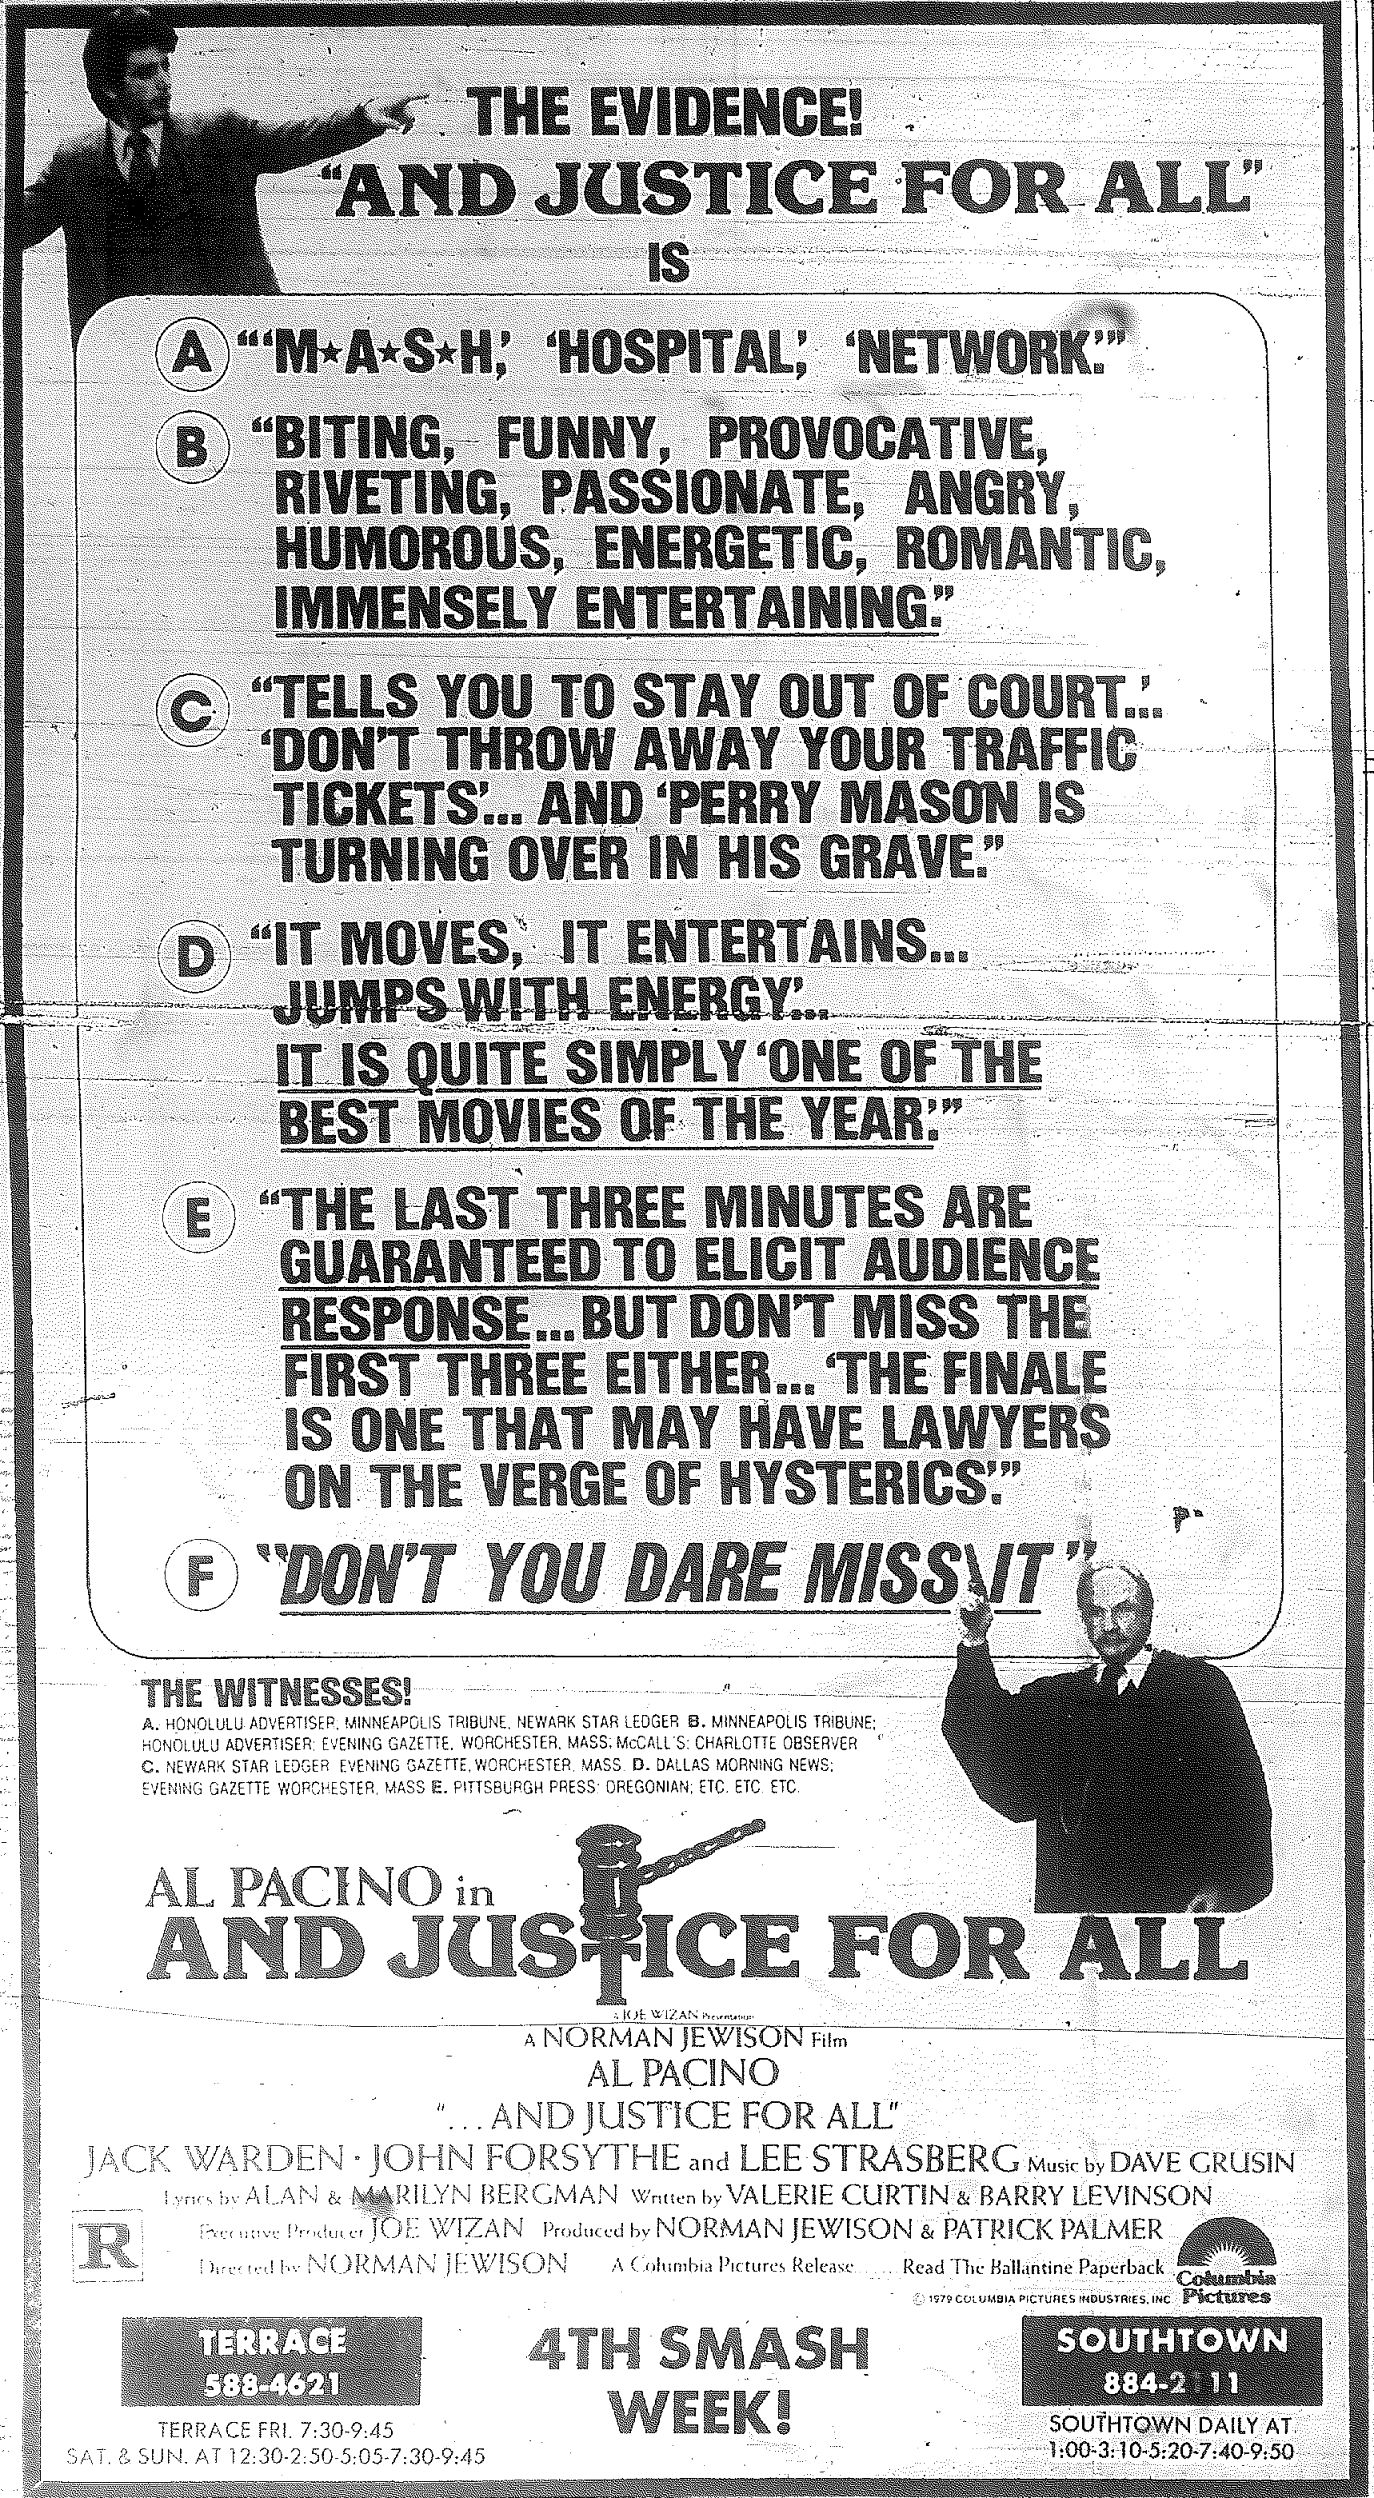 THE EVIDENCE!
"AND JUSTICE FOR ALL"
IS
A "'M★A★S★H,' 'HOSPITAL,' 'NETWORK.'"
B "BITING, FUNNY, PROVOCATIVE,
RIVETING, PASSIONATE, ANGRY,
HUMOROUS, ENERGETIC, ROMANTIC,
IMMENSELY ENTERTAINING."
C "TELLS YOU TO STAY OUT OF COURT...'
'DON'T THROW AWAY YOUR TRAFFIC
TICKETS'... AND 'PERRY MASON IS
TURNING OVER IN HIS GRAVE."
D "IT MOVES, IT ENTERTAINS...
JUMPS WITH ENERGY'...
IT IS QUITE SIMPLY 'ONE OF THE
BEST MOVIES OF THE YEAR.'"
E "THE LAST THREE MINUTES ARE
GUARANTEED TO ELICIT AUDIENCE
RESPONSE...BUT DON'T MISS THE
FIRST THREE EITHER... 'THE FINALE
IS ONE THAT MAY HAVE LAWYERS
ON THE VERGE OF HYSTERICS.'"
F "DON'T YOU DARE MISS IT"
THE WITNESSES!
A. HONOLULU ADVERTISER, MINNEAPOLIS TRIBUNE, NEWARK STAR LEDGER B. MINNEAPOLIS TRIBUNE;
HONOLULU ADVERTISER; EVENING GAZETTE, WORCHESTER, MASS; McCALL'S; CHARLOTTE OBSERVER
C. NEWARK STAR LEDGER EVENING GAZETTE, WORCHESTER, MASS. D. DALLAS MORNING NEWS;
EVENING GAZETTE WORCHESTER, MASS E. PITTSBURGH PRESS; OREGONIAN; ETC. ETC. ETC.
AL PACINO in
AND JUSTICE FOR ALL
A JOE WIZAN Presentation
A NORMAN JEWISON Film
AL PACINO
"...AND JUSTICE FOR ALL"
JACK WARDEN · JOHN FORSYTHE and LEE STRASBERG Music by DAVE GRUSIN
Lyrics by ALAN & MARILYN BERGMAN Written by VALERIE CURTIN & BARRY LEVINSON
R Executive Producer JOE WIZAN Produced by NORMAN JEWISON & PATRICK PALMER
Directed by NORMAN JEWISON A Columbia Pictures Release Read The Ballantine Paperback
Columbia
Pictures
© 1979 COLUMBIA PICTURES INDUSTRIES, INC.
TERRACE
588-4621
TERRACE FRI. 7:30-9:45
SAT. & SUN. AT 12:30-2:50-5:05-7:30-9:45
4TH SMASH
WEEK!
SOUTHTOWN
SOUTHTOWN DAILY AT
1:00-3:10-5:20-7:40-9:50